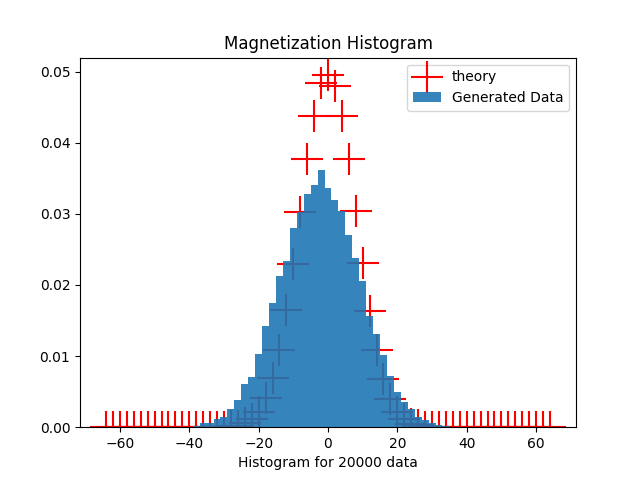 Magnetization Histogram
theory
Generated Data
0.05
0.04
0.03
0.02
0.01
0.00
−60 −40 −20 0 20 40 60
Histogram for 20000 data